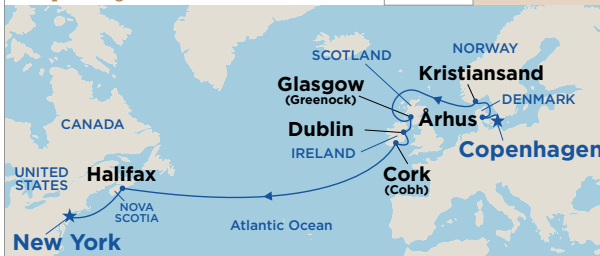 SCOTLAND
NORWAY
Kristiansand
Glasgow
(Greenock)
DENMARK
Århus
CANADA
Dublin
Copenhagen
IRELAND
UNITED
STATES
Halifax
Cork
(Cobh)
NOVA
SCOTIA
Atlantic Ocean
New York